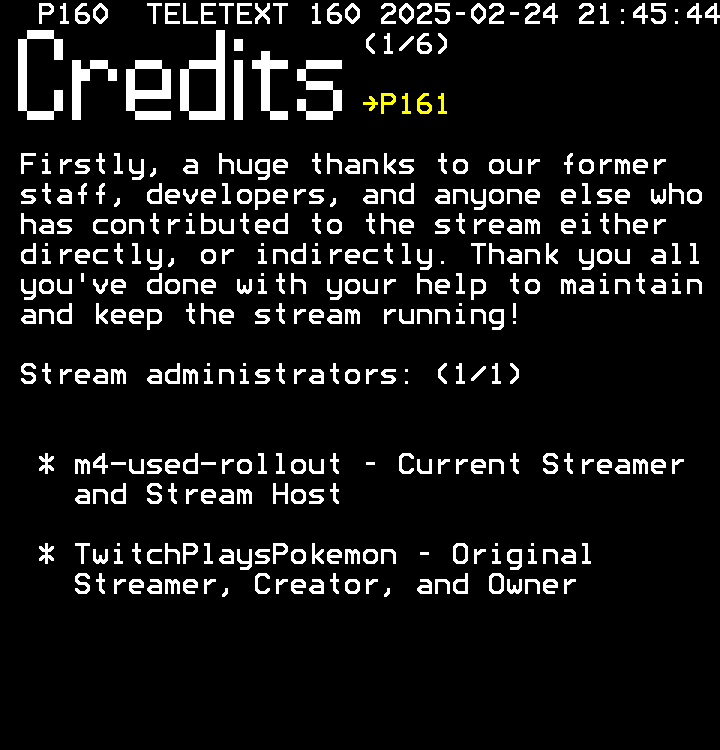 P160 TELETEXT 160 2025-02-24 21:45:44
Credits (1/6)
→P161
Firstly, a huge thanks to our former
staff, developers, and anyone else who
has contributed to the stream either
directly, or indirectly. Thank you all
you've done with your help to maintain
and keep the stream running!
Stream administrators: (1/1)
* m4-used-rollout - Current Streamer
and Stream Host
* TwitchPlaysPokemon - Original
Streamer, Creator, and Owner